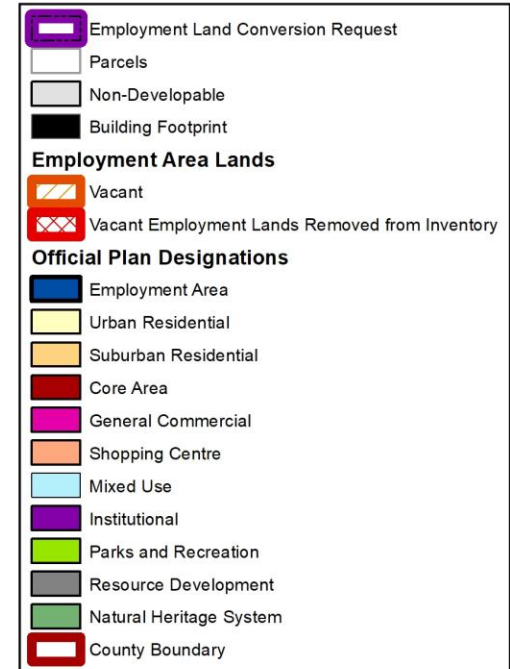 Employment Land Conversion Request
Parcels
Non-Developable
Building Footprint
Employment Area Lands
Vacant
Vacant Employment Lands Removed from Inventory
Official Plan Designations
Employment Area
Urban Residential
Suburban Residential
Core Area
General Commercial
Shopping Centre
Mixed Use
Institutional
Parks and Recreation
Resource Development
Natural Heritage System
County Boundary